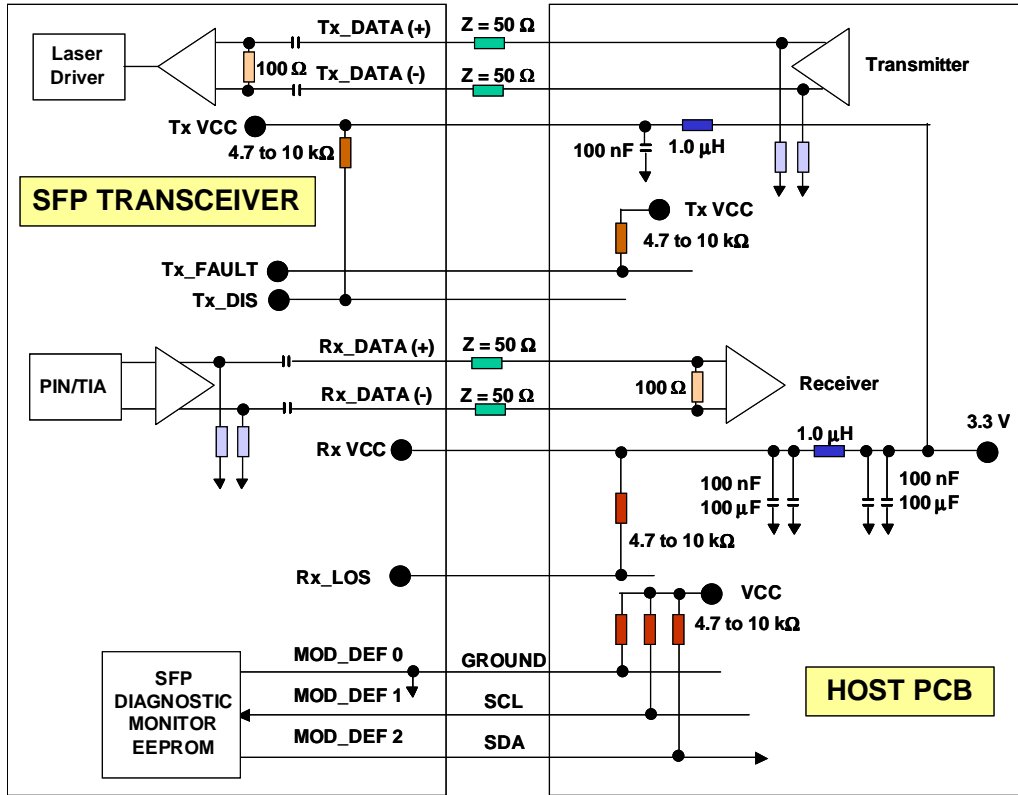 Laser
Driver
100 Ω
Tx_DATA (+)
Z = 50 Ω
Tx_DATA (-)
Z = 50 Ω
Transmitter
Tx VCC
4.7 to 10 kΩ
100 nF
1.0 μH
SFP TRANSCEIVER
Tx VCC
4.7 to 10 kΩ
Tx_FAULT
Tx_DIS
PIN/TIA
Rx_DATA (+)
Z = 50 Ω
Rx_DATA (-)
Z = 50 Ω
100 Ω
Receiver
3.3 V
Rx VCC
1.0 μH
100 nF
100 μF
100 nF
100 μF
4.7 to 10 kΩ
Rx_LOS
VCC
4.7 to 10 kΩ
SFP
DIAGNOSTIC
MONITOR
EEPROM
MOD_DEF 0
GROUND
MOD_DEF 1
SCL
MOD_DEF 2
SDA
HOST PCB